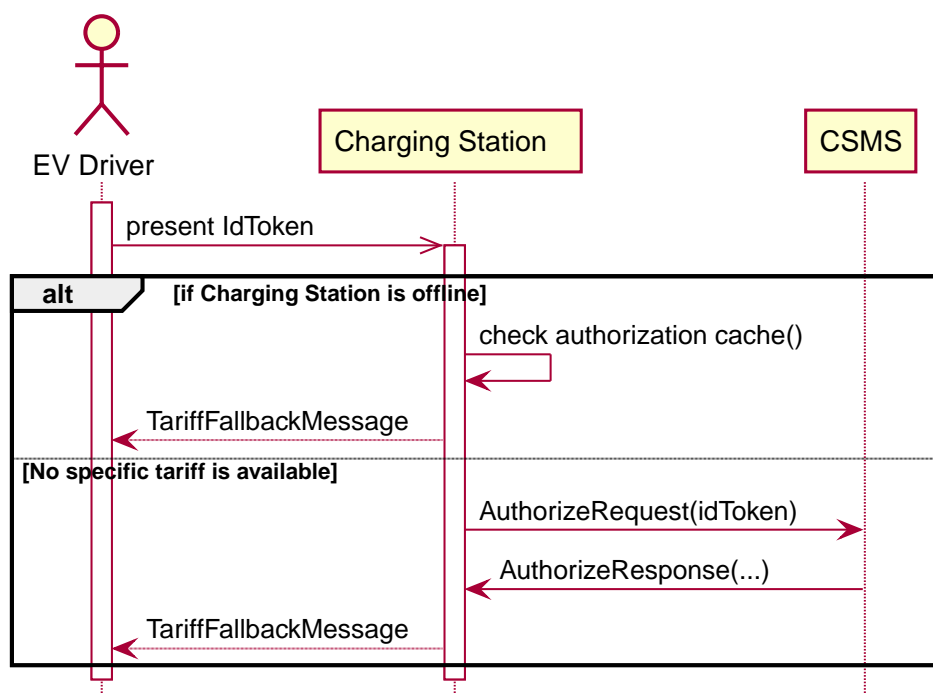 EV Driver
Charging Station
CSMS
present IdToken
alt
[if Charging Station is offline]
check authorization cache()
TariffFallbackMessage
[No specific tariff is available]
AuthorizeRequest(idToken)
AuthorizeResponse(...)
TariffFallbackMessage